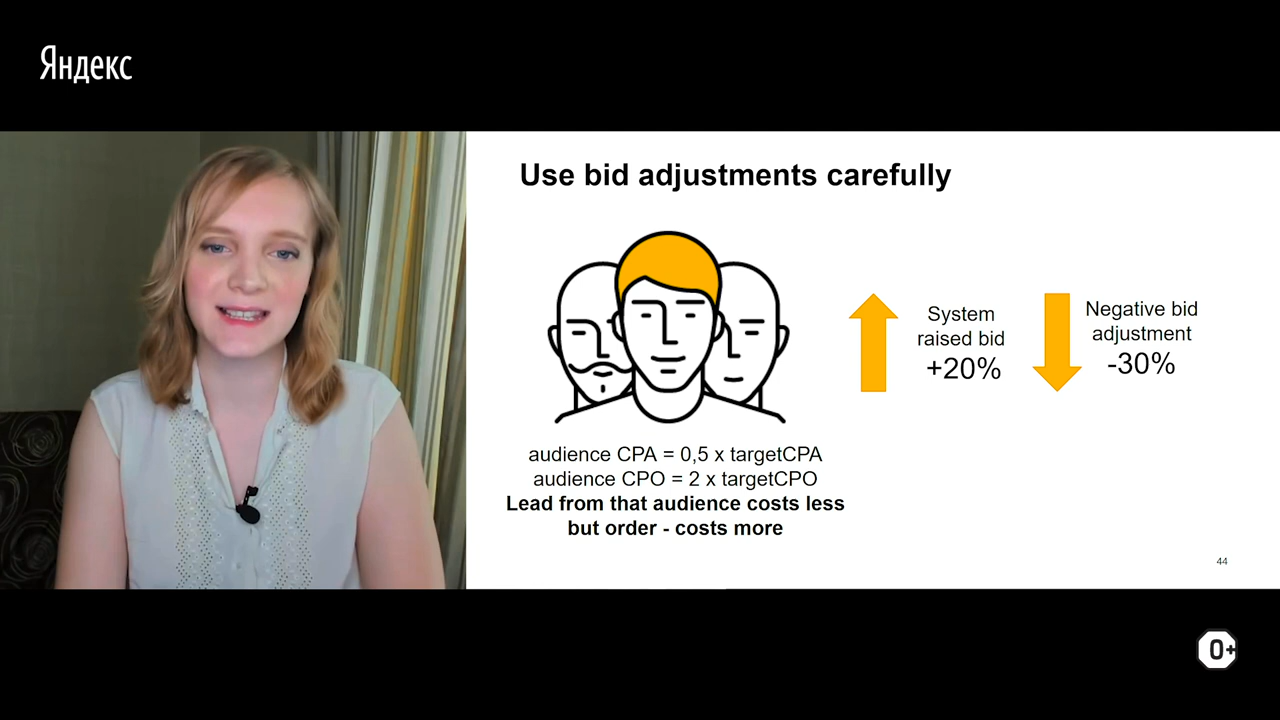 Яндекс
Use bid adjustments carefully
System
raised bid
+20%
Negative bid
adjustment
-30%
audience CPA = 0,5 x targetCPA
audience CPO = 2 x targetCPO
Lead from that audience costs less
but order - costs more
44
0+